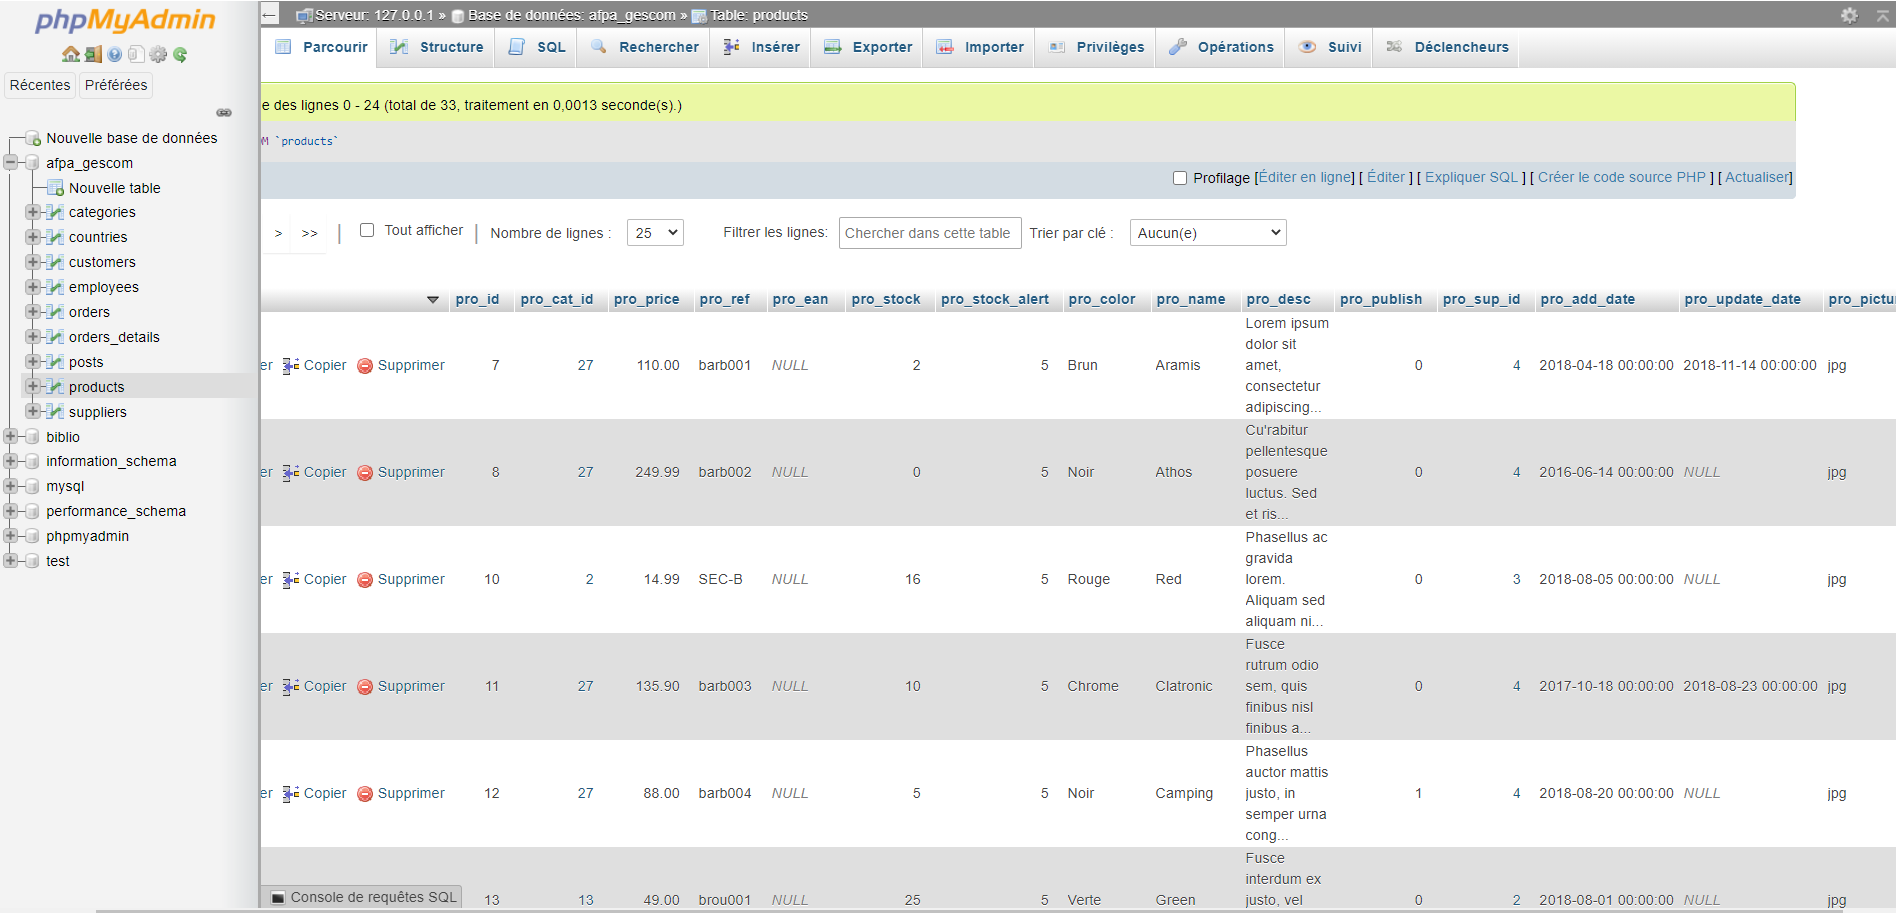 phpMyAdmin
Récentes Préférées
Nouvelle base de données
afpa_gescom
Nouvelle table
categories
countries
customers
employees
orders
orders_details
posts
products
suppliers
biblio
information_schema
mysql
performance_schema
phpmyadmin
test
← Serveur: 127.0.0.1 » Base de données: afpa_gescom » Table: products
Parcourir Structure SQL Rechercher Insérer Exporter Importer Privilèges Opérations Suivi Déclencheurs
e des lignes 0 - 24 (total de 33, traitement en 0,0013 seconde(s).)
M `products`
Profilage [Éditer en ligne] [ Éditer ] [ Expliquer SQL ] [ Créer le code source PHP ] [ Actualiser]
> >> | Tout afficher | Nombre de lignes : 25 Filtrer les lignes: Chercher dans cette table Trier par clé : Aucun(e)
pro_id pro_cat_id pro_price pro_ref pro_ean pro_stock pro_stock_alert pro_color pro_name pro_desc pro_publish pro_sup_id pro_add_date pro_update_date pro_pictu
Lorem ipsum
dolor sit
er Copier Supprimer 7 27 110.00 barb001 NULL 2 5 Brun Aramis amet, 0 4 2018-04-18 00:00:00 2018-11-14 00:00:00 jpg
consectetur
adipiscing...
Cu'rabitur
pellentesque
er Copier Supprimer 8 27 249.99 barb002 NULL 0 5 Noir Athos posuere 0 4 2016-06-14 00:00:00 NULL jpg
luctus. Sed
et ris...
Phasellus ac
gravida
er Copier Supprimer 10 2 14.99 SEC-B NULL 16 5 Rouge Red lorem. 0 3 2018-08-05 00:00:00 NULL jpg
Aliquam sed
aliquam ni...
Fusce
rutrum odio
er Copier Supprimer 11 27 135.90 barb003 NULL 10 5 Chrome Clatronic sem, quis 0 4 2017-10-18 00:00:00 2018-08-23 00:00:00 jpg
finibus nisl
finibus a...
Phasellus
auctor mattis
er Copier Supprimer 12 27 88.00 barb004 NULL 5 5 Noir Camping justo, in 1 4 2018-08-20 00:00:00 NULL jpg
semper urna
cong...
Fusce
interdum ex
13 13 49.00 brou001 NULL 25 5 Verte Green justo, vel 0 2 2018-08-01 00:00:00 NULL jpg
Console de requêtes SQL